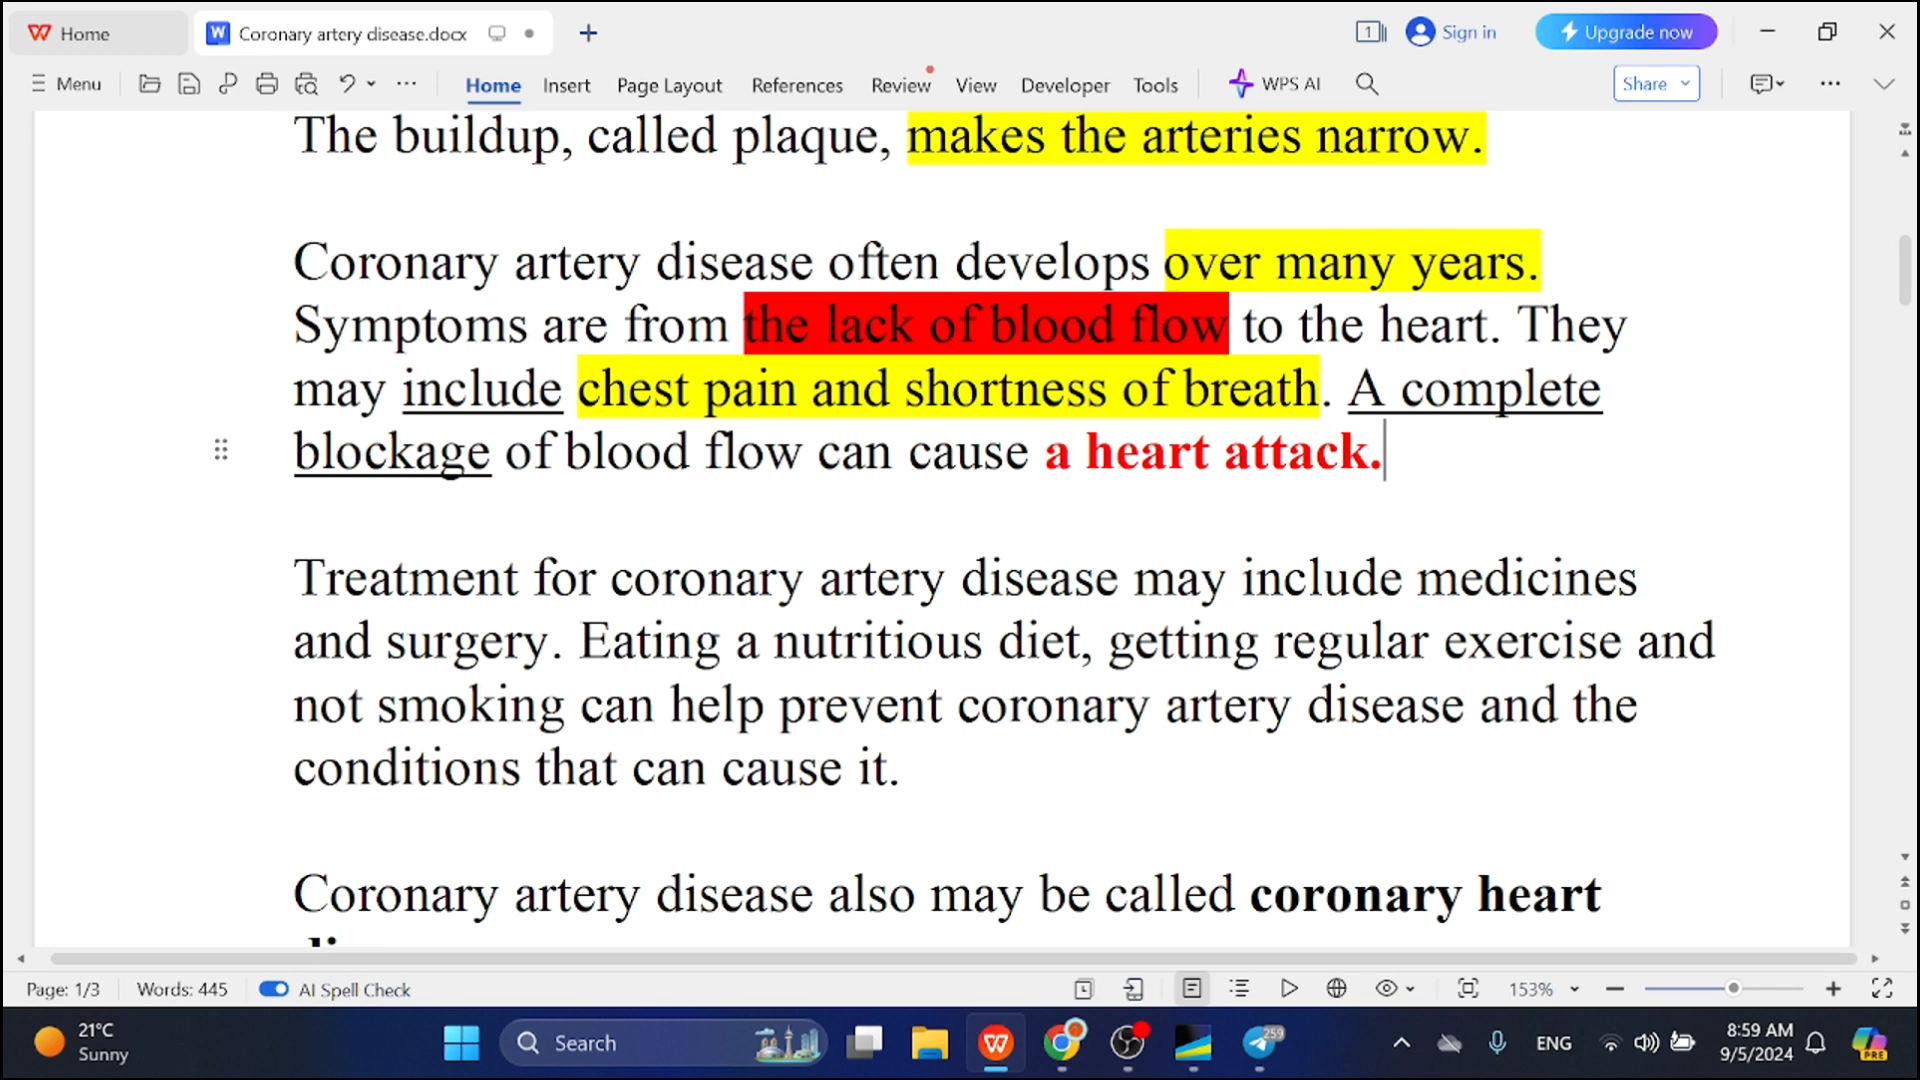 Home
Coronary artery disease.docx
1
Sign in
Upgrade now
Menu
Home Insert Page Layout References Review View Developer Tools WPS AI
Share
The buildup, called plaque, makes the arteries narrow.
Coronary artery disease often develops over many years.
Symptoms are from the lack of blood flow to the heart. They
may include chest pain and shortness of breath. A complete
blockage of blood flow can cause a heart attack.
Treatment for coronary artery disease may include medicines
and surgery. Eating a nutritious diet, getting regular exercise and
not smoking can help prevent coronary artery disease and the
conditions that can cause it.
Coronary artery disease also may be called coronary heart
Page: 1/3 Words: 445 AI Spell Check
153%
21°C
Sunny
Search
259
ENG
8:59 AM
9/5/2024
PRE